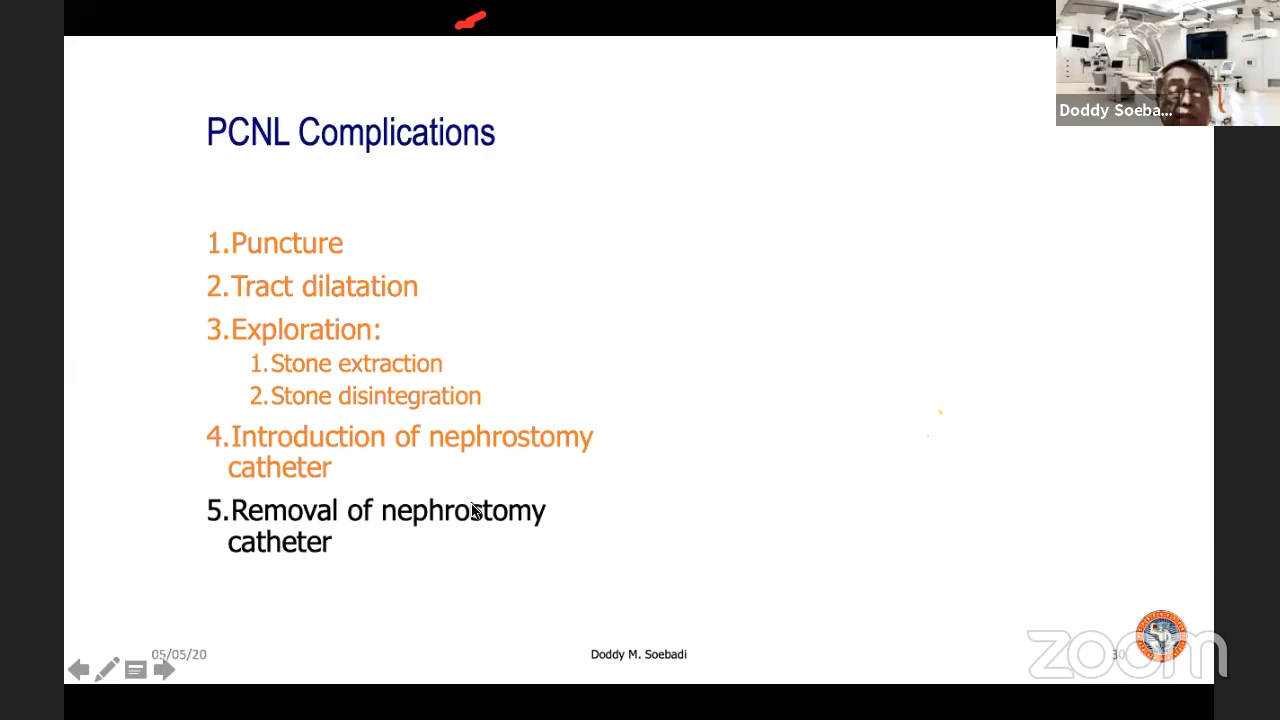 Doddy Soeba...
PCNL Complications
1.Puncture
2.Tract dilatation
3.Exploration:
1.Stone extraction
2.Stone disintegration
4.Introduction of nephrostomy
catheter
5.Removal of nephrostomy
catheter
05/05/20
Doddy M. Soebadi
30
zoom